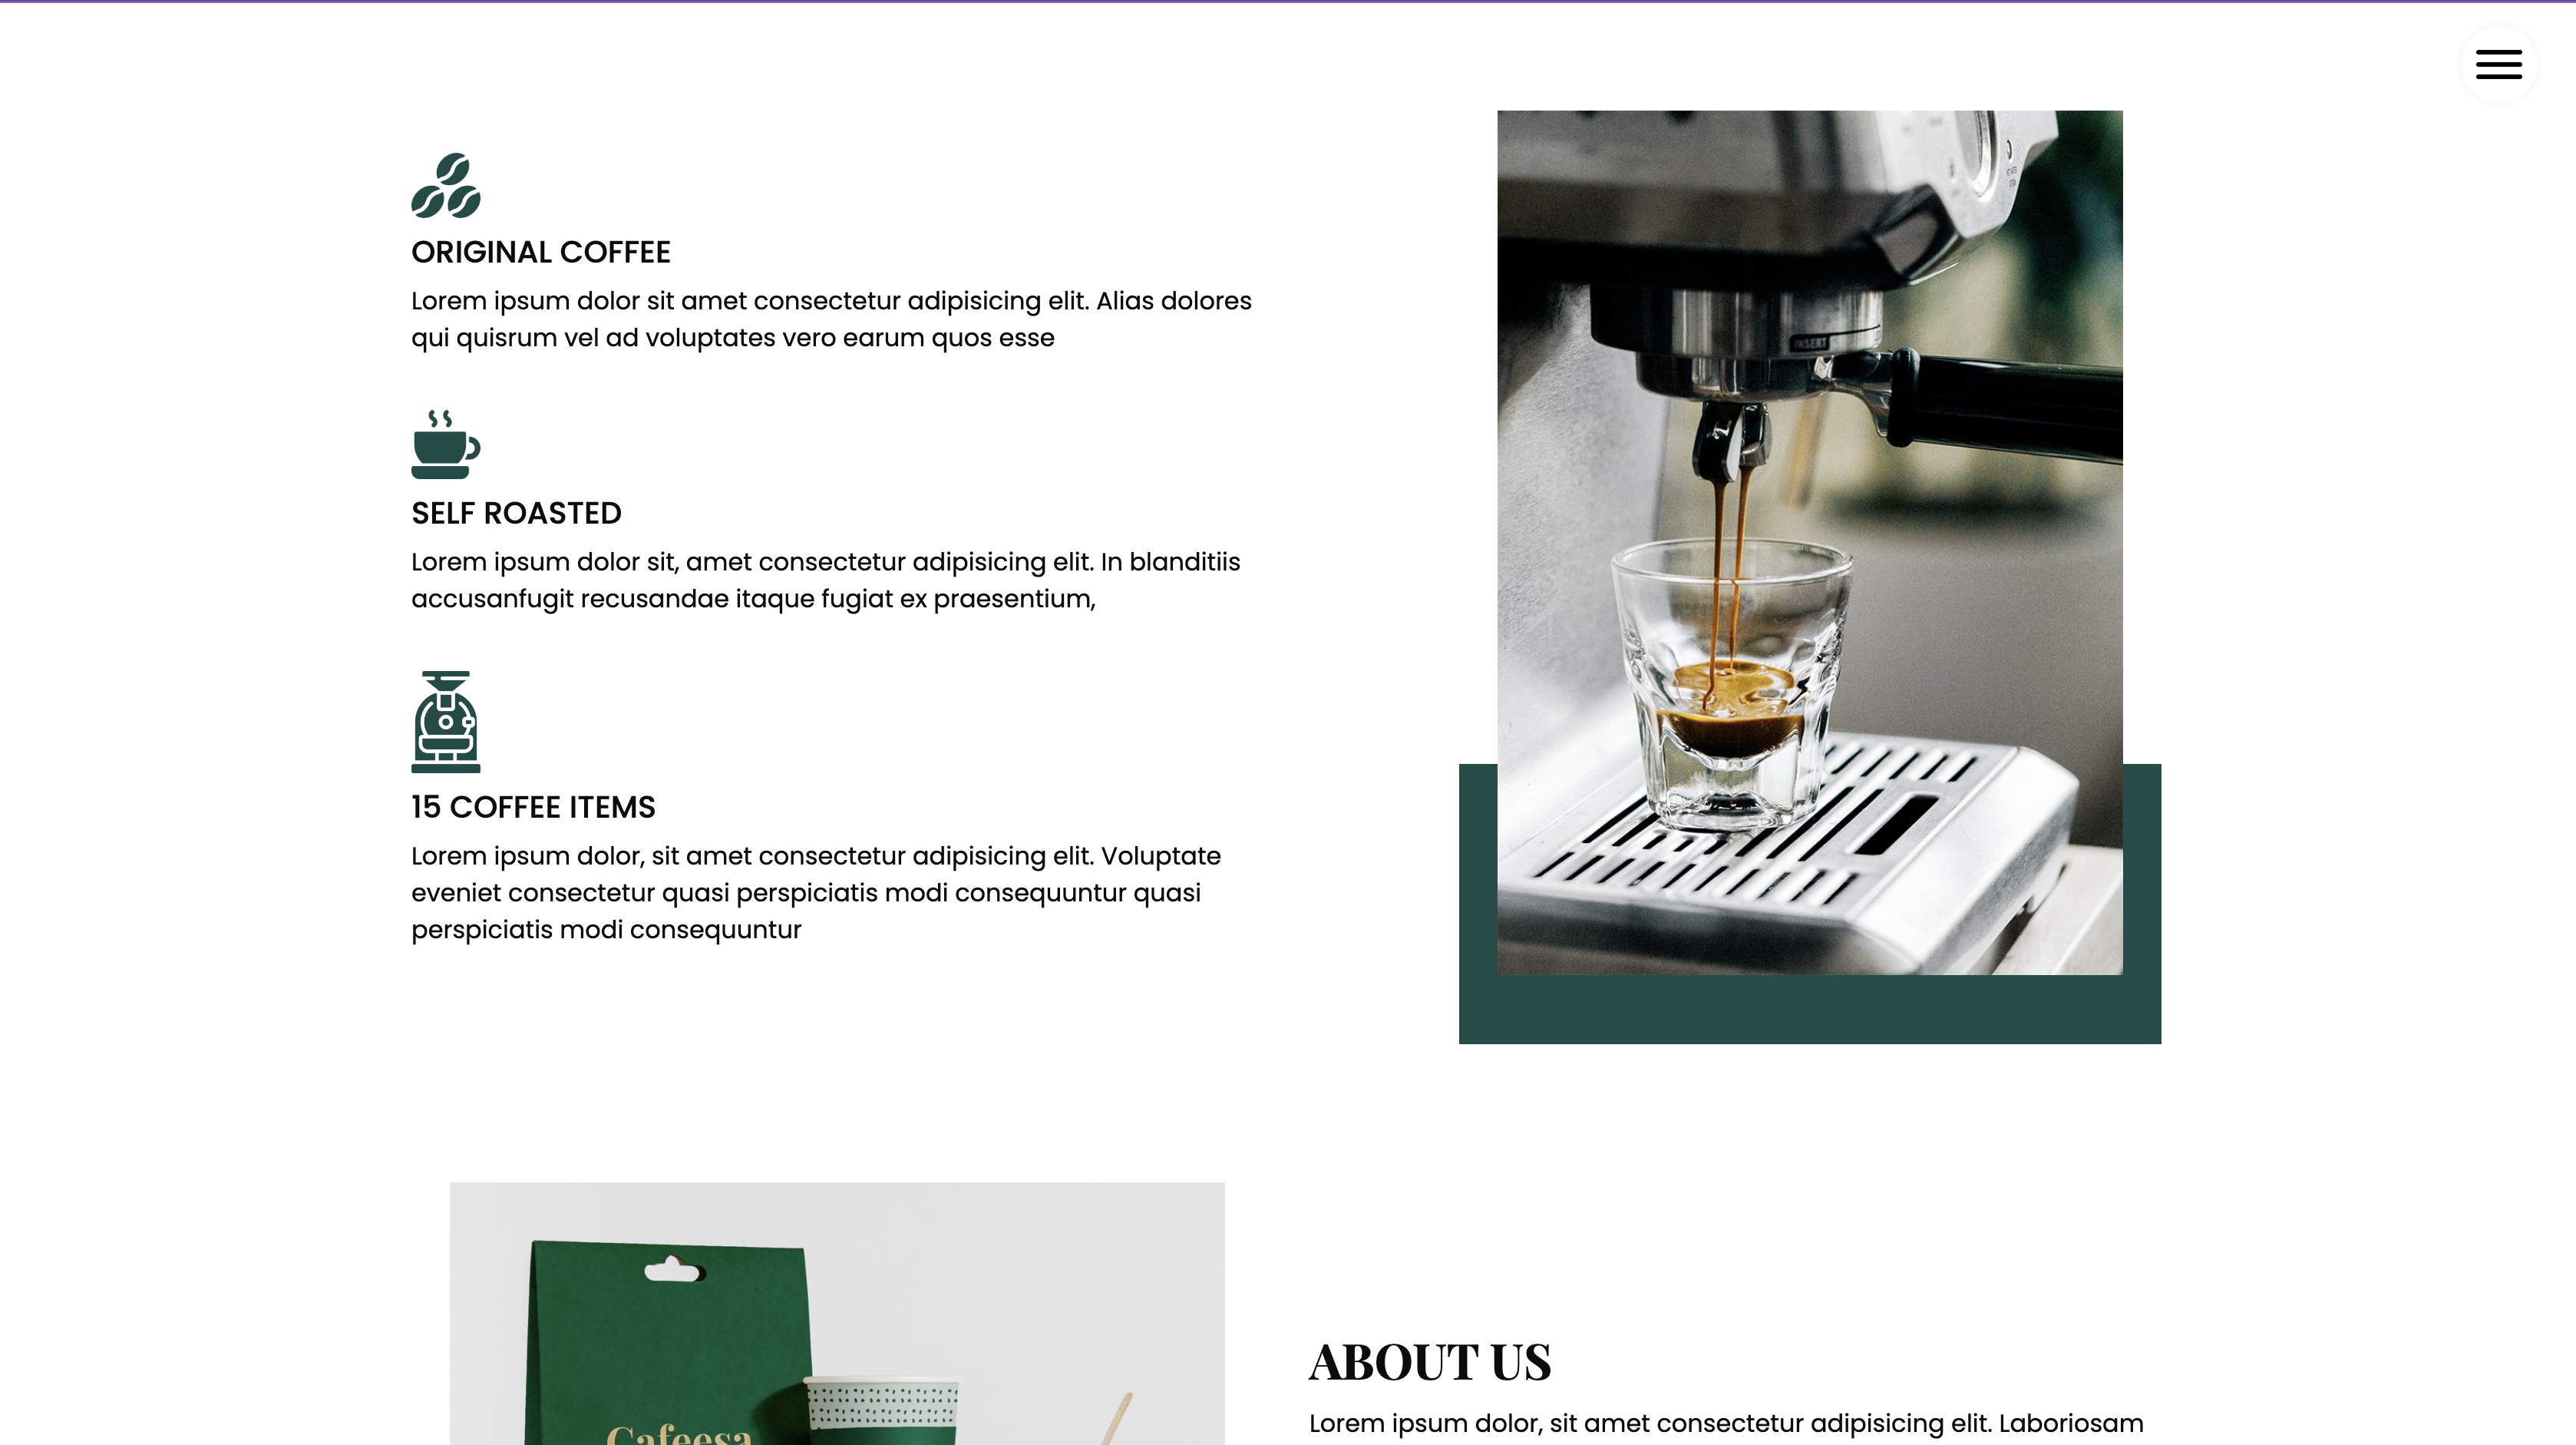 ORIGINAL COFFEE
Lorem ipsum dolor sit amet consectetur adipisicing elit. Alias dolores
qui quisrum vel ad voluptates vero earum quos esse
SELF ROASTED
Lorem ipsum dolor sit, amet consectetur adipisicing elit. In blanditiis
accusanfugit recusandae itaque fugiat ex praesentium,
15 COFFEE ITEMS
Lorem ipsum dolor, sit amet consectetur adipisicing elit. Voluptate
eveniet consectetur quasi perspiciatis modi consequuntur quasi
perspiciatis modi consequuntur
INSERT
Cafeesa
ABOUT US
Lorem ipsum dolor, sit amet consectetur adipisicing elit. Laboriosam